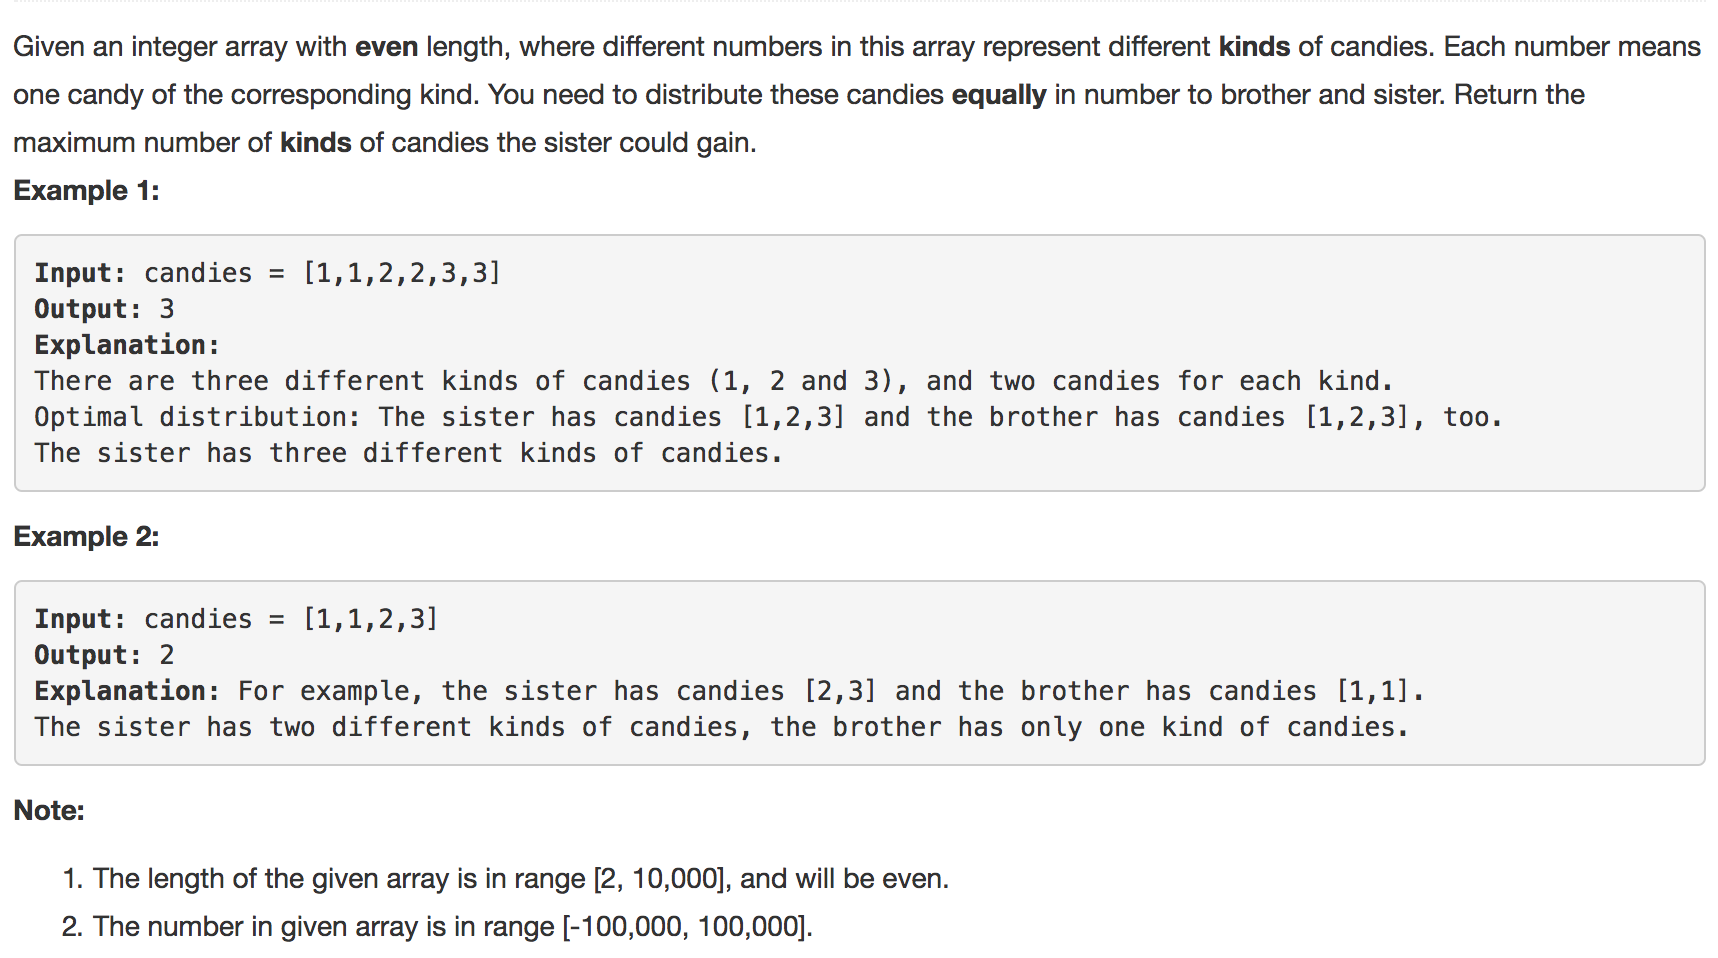 Given an integer array with even length, where different numbers in this array represent different kinds of candies. Each number means
one candy of the corresponding kind. You need to distribute these candies equally in number to brother and sister. Return the
maximum number of kinds of candies the sister could gain.
Example 1:
Input: candies = [1,1,2,2,3,3]
Output: 3
Explanation:
There are three different kinds of candies (1, 2 and 3), and two candies for each kind.
Optimal distribution: The sister has candies [1,2,3] and the brother has candies [1,2,3], too.
The sister has three different kinds of candies.
Example 2:
Input: candies = [1,1,2,3]
Output: 2
Explanation: For example, the sister has candies [2,3] and the brother has candies [1,1].
The sister has two different kinds of candies, the brother has only one kind of candies.
Note:
1. The length of the given array is in range [2, 10,000], and will be even.
2. The number in given array is in range [-100,000, 100,000].